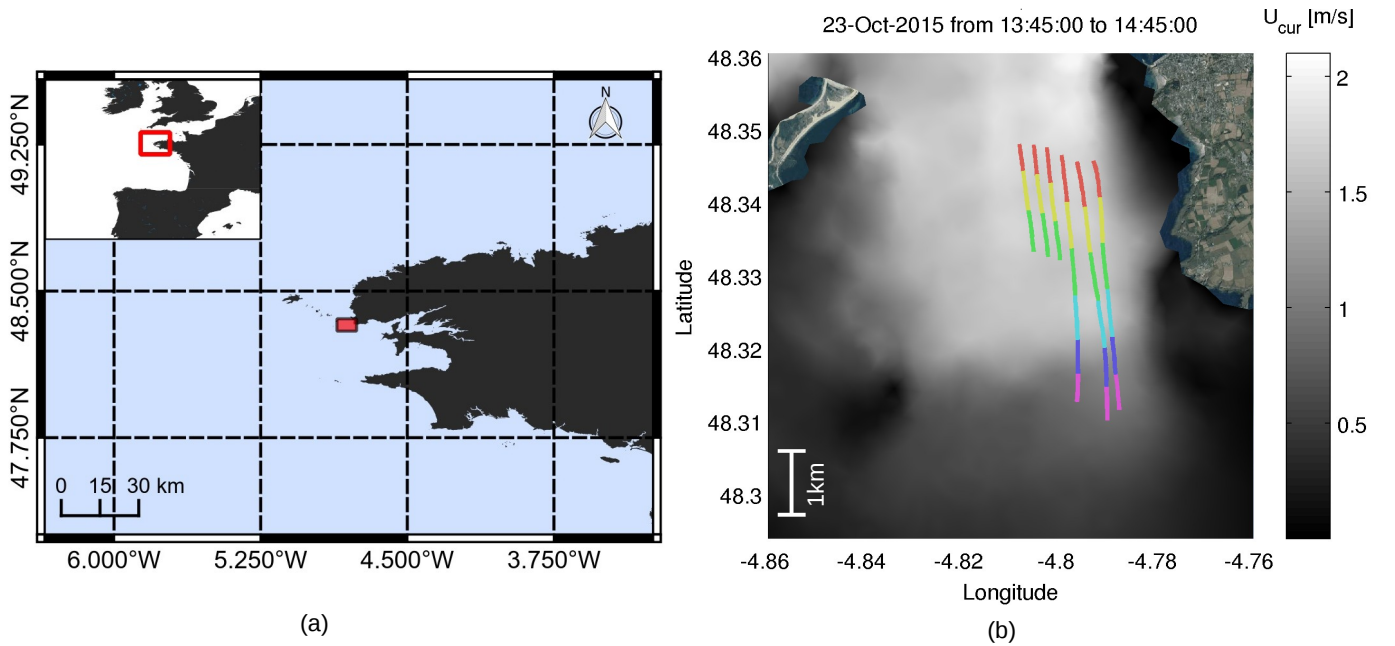 49.250°N
48.500°N
47.750°N
N
0 15 30 km
6.000°W 5.250°W 4.500°W 3.750°W
(a)
23-Oct-2015 from 13:45:00 to 14:45:00
U_cur [m/s]
48.36
48.35
48.34
48.33
48.32
48.31
48.3
Latitude
1km
-4.86 -4.84 -4.82 -4.8 -4.78 -4.76
Longitude
2
1.5
1
0.5
(b)